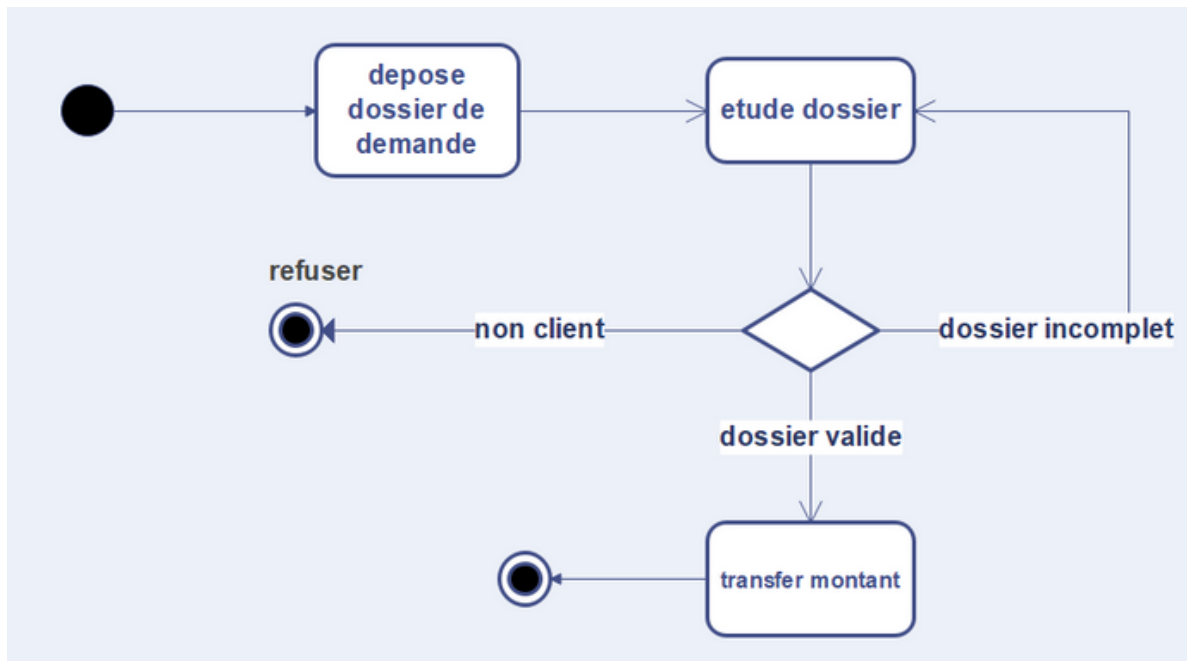 depose
dossier de
demande
etude dossier
refuser
non client
dossier incomplet
dossier valide
transfer montant